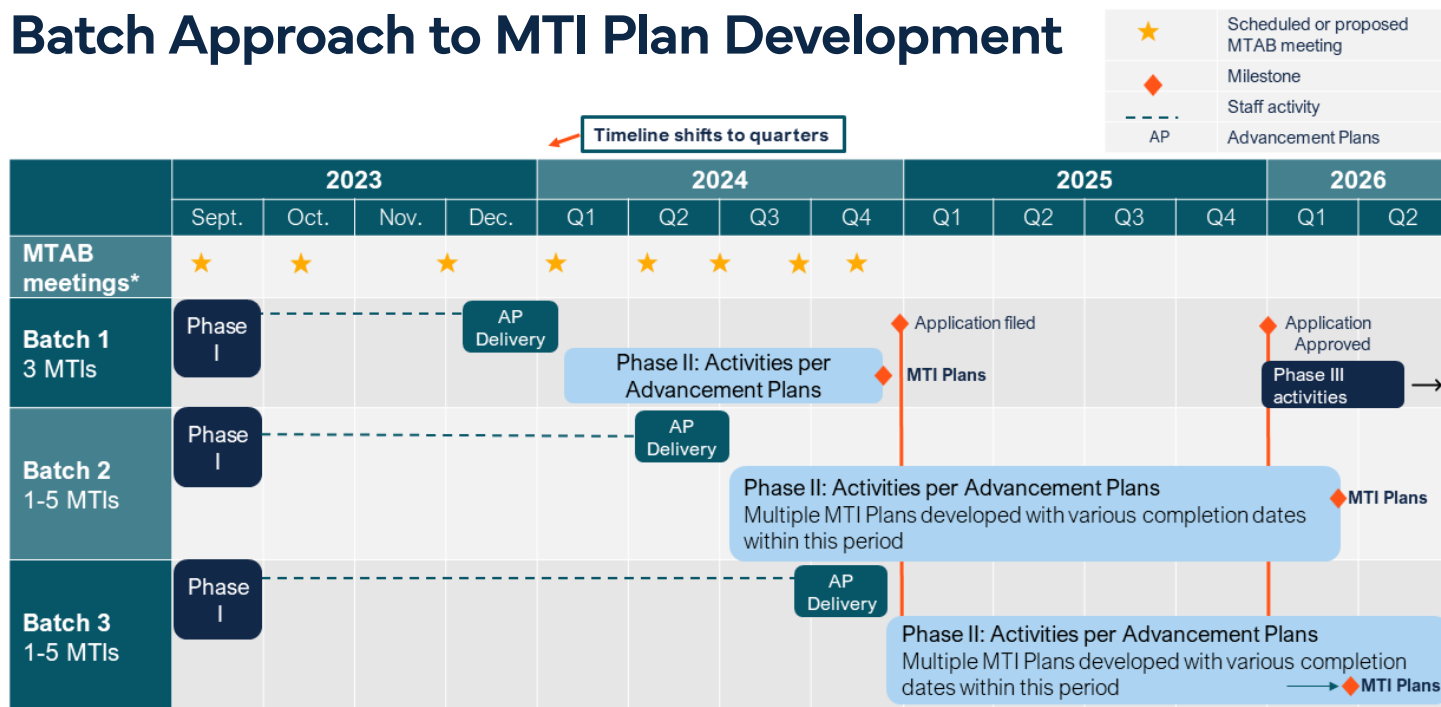 Batch Approach to MTI Plan Development
Scheduled or proposed
MTAB meeting
Milestone
Staff activity
AP Advancement Plans
Timeline shifts to quarters
2023 2024 2025 2026
Sept. Oct. Nov. Dec. Q1 Q2 Q3 Q4 Q1 Q2 Q3 Q4 Q1 Q2
MTAB
meetings*
Batch 1
3 MTIs
Phase
I
AP
Delivery
Phase II: Activities per
Advancement Plans
Application filed
MTI Plans
Application
Approved
Phase III
activities
Batch 2
1-5 MTIs
Phase
I
AP
Delivery
Phase II: Activities per Advancement Plans
Multiple MTI Plans developed with various completion dates
within this period
MTI Plans
Batch 3
1-5 MTIs
Phase
I
AP
Delivery
Phase II: Activities per Advancement Plans
Multiple MTI Plans developed with various completion
dates within this period
MTI Plans